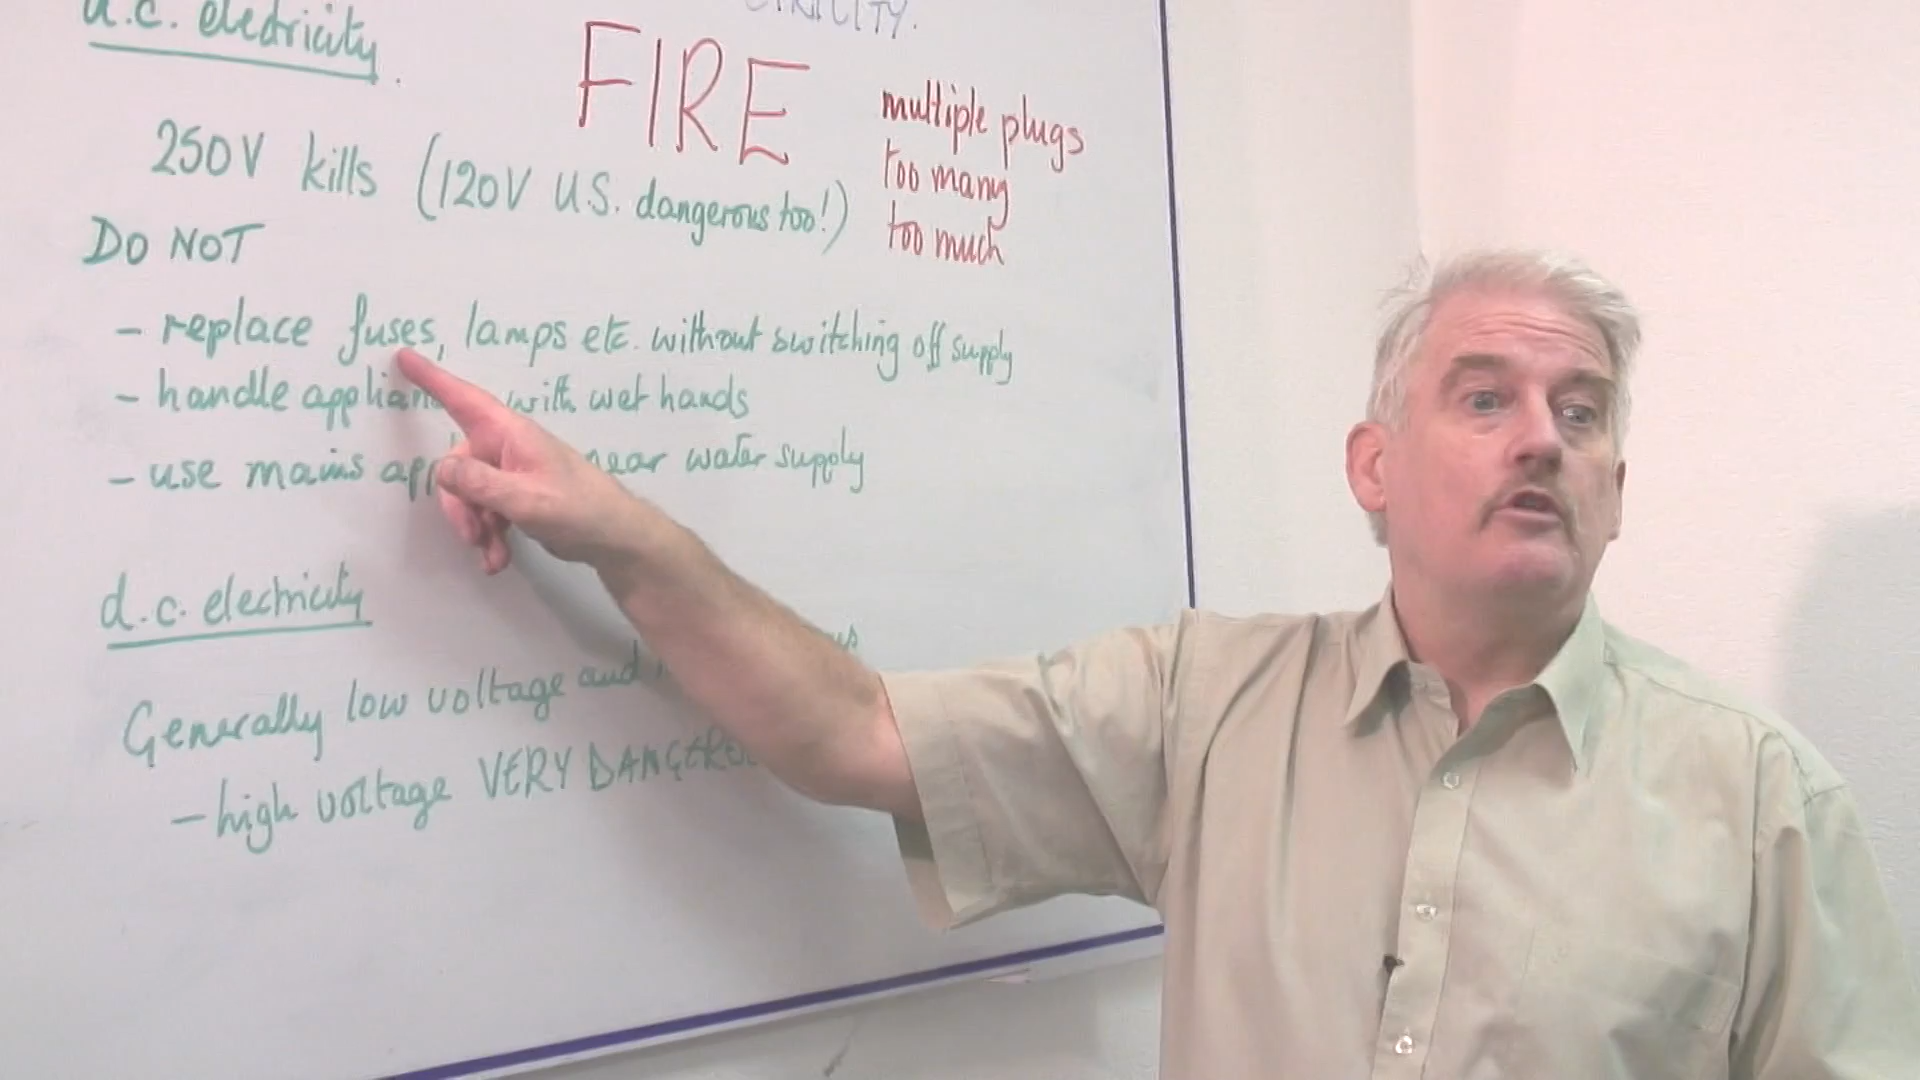 a.c. electricity.
FIRE
multiple plugs
too many
too much
250V kills (120V U.S. dangerous too!)
DO NOT
- replace fuses, lamps etc. without switching off supply
- handle with wet hands
- use mains near water supply
d.c. electricity
Generally low voltage and
- high voltage VERY